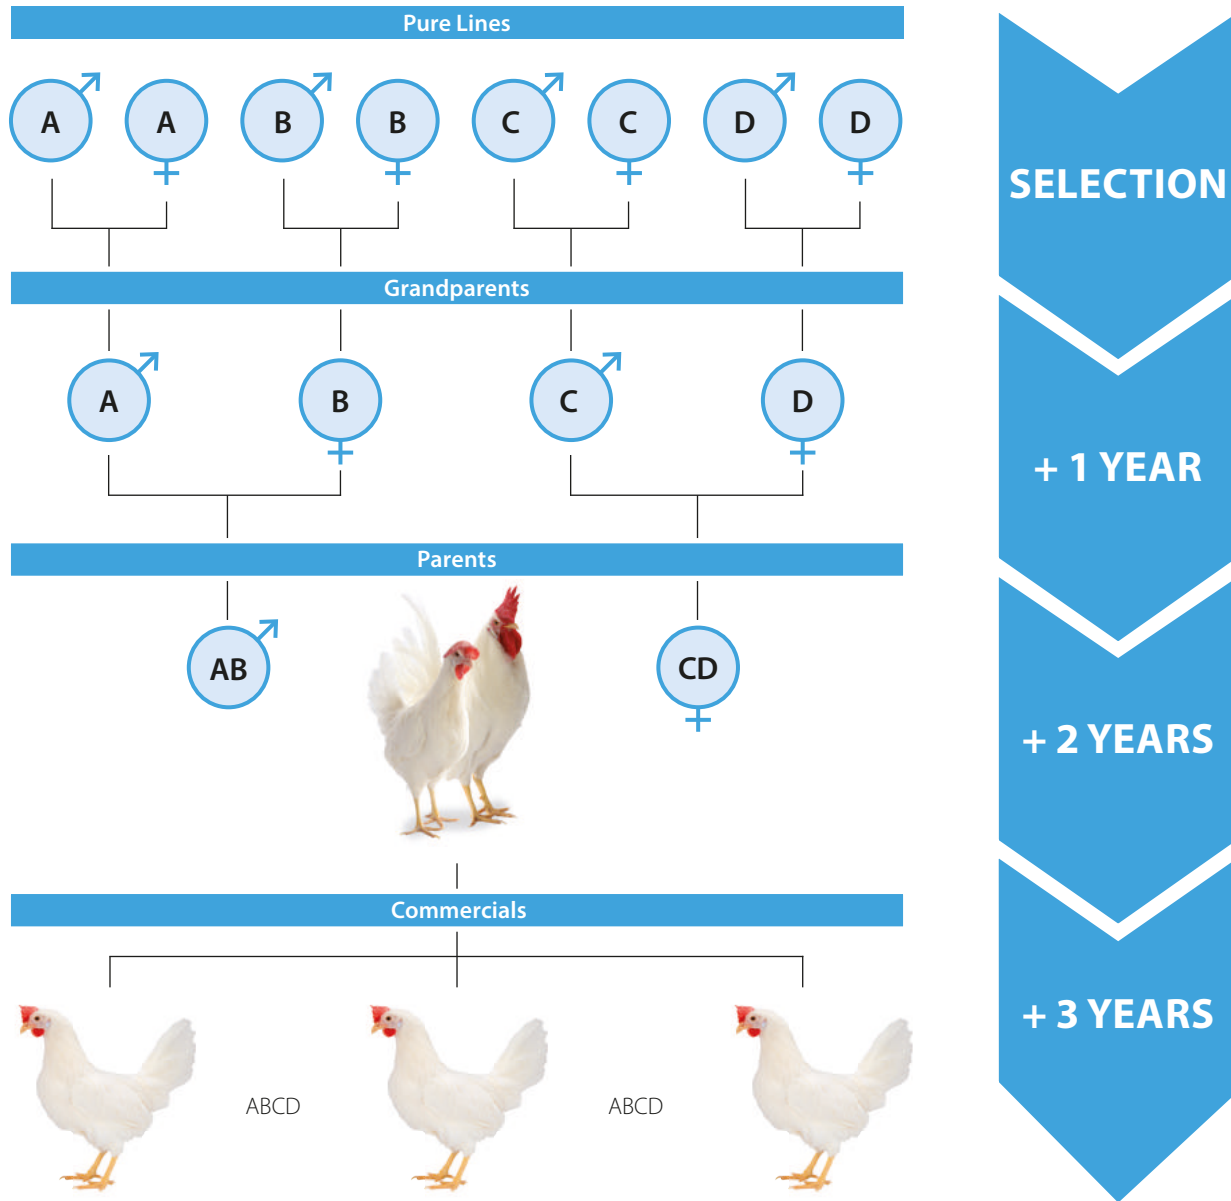 Pure Lines
A A B B C C D D
SELECTION
Grandparents
A B C D
+ 1 YEAR
Parents
AB CD
+ 2 YEARS
Commercials
+ 3 YEARS
ABCD ABCD